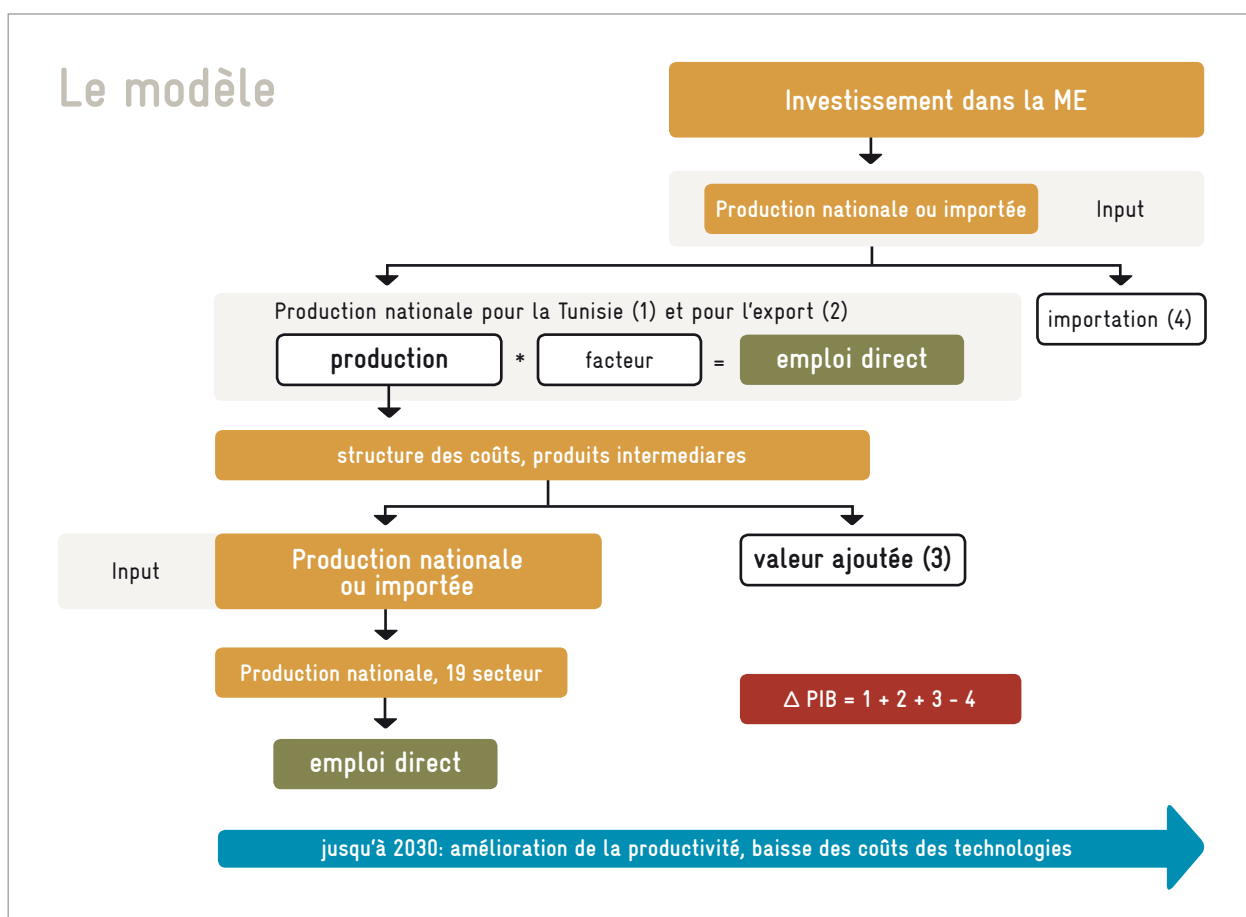 Le modèle
Investissement dans la ME
Production nationale ou importée
Input
Production nationale pour la Tunisie (1) et pour l'export (2)
production * facteur = emploi direct
importation (4)
structure des coûts, produits intermediares
Input
Production nationale
ou importée
valeur ajoutée (3)
Production nationale, 19 secteur
Δ PIB = 1 + 2 + 3 - 4
emploi direct
jusqu'à 2030: amélioration de la productivité, baisse des coûts des technologies